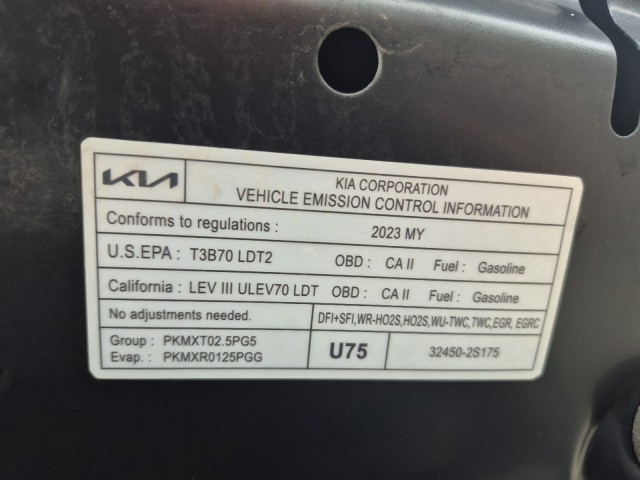 KIA
KIA CORPORATION
VEHICLE EMISSION CONTROL INFORMATION
Conforms to regulations : 2023 MY
U.S.EPA : T3B70 LDT2 OBD : CA II Fuel : Gasoline
California : LEV III ULEV70 LDT OBD : CA II Fuel : Gasoline
No adjustments needed. DFI+SFI,WR-HO2S,HO2S,WU-TWC,TWC,EGR, EGRC
Group : PKMXT02.5PG5
Evap. : PKMXR0125PGG
U75
32450-2S175